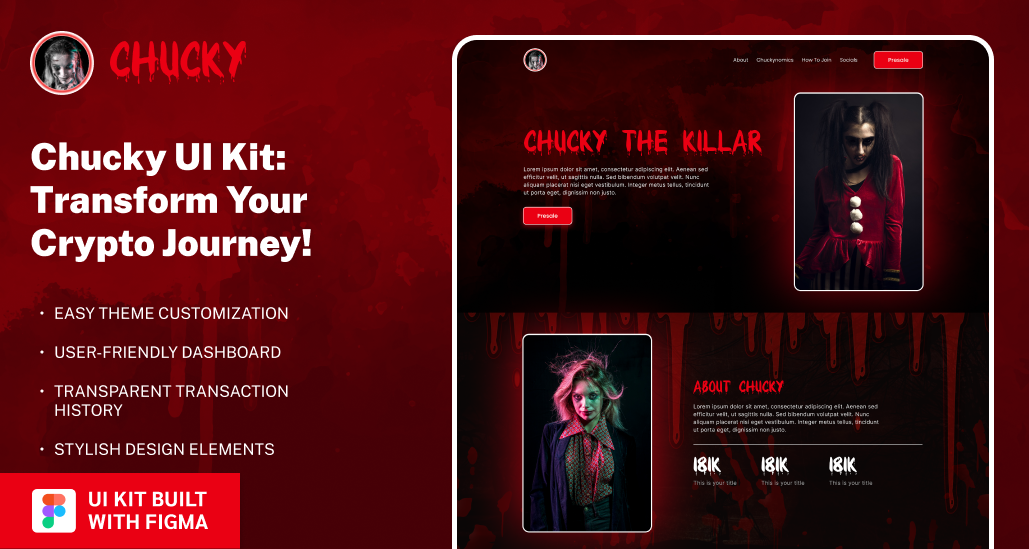 CHUCKY
Chucky UI Kit:
Transform Your
Crypto Journey!
• EASY THEME CUSTOMIZATION
• USER-FRIENDLY DASHBOARD
• TRANSPARENT TRANSACTION
HISTORY
• STYLISH DESIGN ELEMENTS
UI KIT BUILT
WITH FIGMA
About Chuckynomics How To Join Socials Presale
CHUCKY THE KILLAR
Lorem ipsum dolor sit amet, consectetur adipiscing elit. Aenean sed
efficitur velit, ut sagittis nulla. Sed bibendum volutpat velit. Nunc
aliquam placerat nisi eget vestibulum. Integer metus tellus, tincidunt
ut porta eget, dignissim non justo.
Presale
ABOUT CHUCKY
Lorem ipsum dolor sit amet, consectetur adipiscing elit. Aenean sed
efficitur velit, ut sagittis nulla. Sed bibendum volutpat velit. Nunc
aliquam placerat nisi eget vestibulum. Integer metus tellus, tincidunt
ut porta eget, dignissim non justo.
181K 181K 181K
This is your title This is your title This is your title